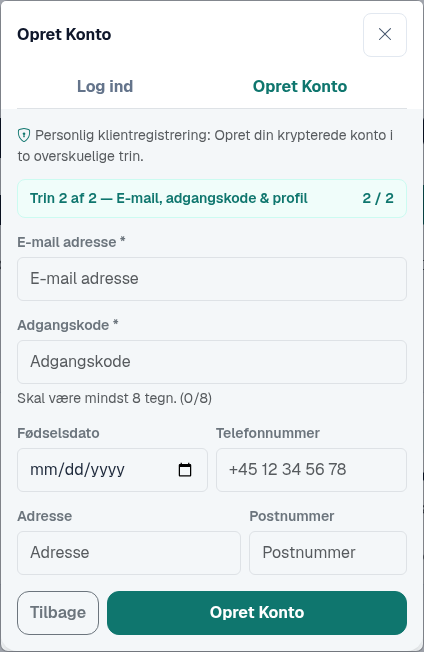 Opret Konto
Log ind
Opret Konto
Personlig klientregistrering: Opret din krypterede konto i
to overskuelige trin.
Trin 2 af 2 — E-mail, adgangskode & profil
2 / 2
E-mail adresse *
E-mail adresse
Adgangskode *
Adgangskode
Skal være mindst 8 tegn. (0/8)
Fødselsdato
Telefonnummer
mm/dd/yyyy
+45 12 34 56 78
Adresse
Postnummer
Adresse
Postnummer
Tilbage
Opret Konto